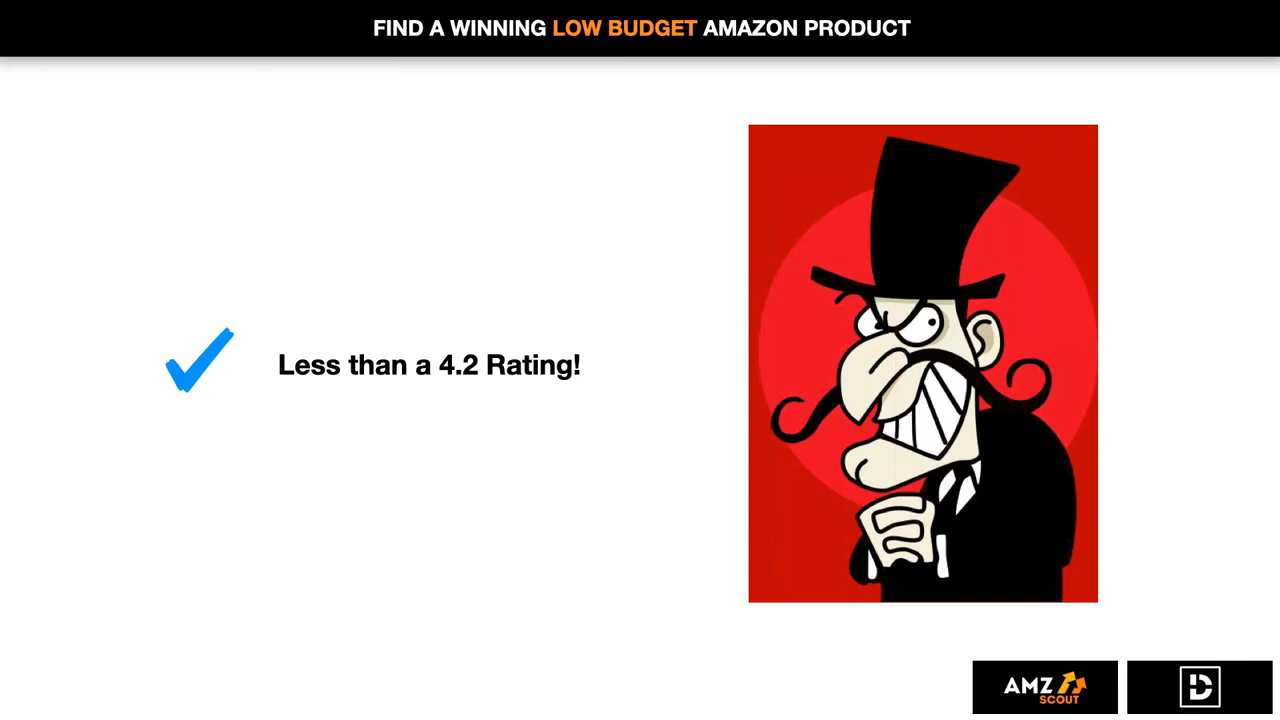 FIND A WINNING LOW BUDGET AMAZON PRODUCT
Less than a 4.2 Rating!
AMZ
SCOUT